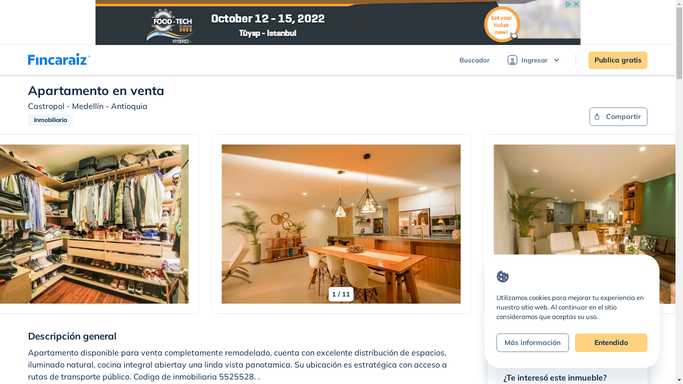 FOOD-TECH
October 12 - 15, 2022
Tüyap - Istanbul
Get your ticket now!
Fincaraiz
Buscador
Ingresar
Publica gratis
Apartamento en venta
Castropol - Medellín - Antioquia
Inmobiliaria
Compartir
1 / 11
Utilizamos cookies para mejorar tu experiencia en
nuestro sitio web. Al continuar en el sitio
consideramos que aceptas su uso.
Más información
Entendido
Descripción general
Apartamento disponible para venta completamente remodelado, cuenta con excelente distribución de espacios,
iluminado natural, cocina integral abiertay una linda vista panotamica. Su ubicación es estratégica con acceso a
rutas de transporte público. Codigo de inmobiliaria 5525528. .
¿Te interesó este inmueble?